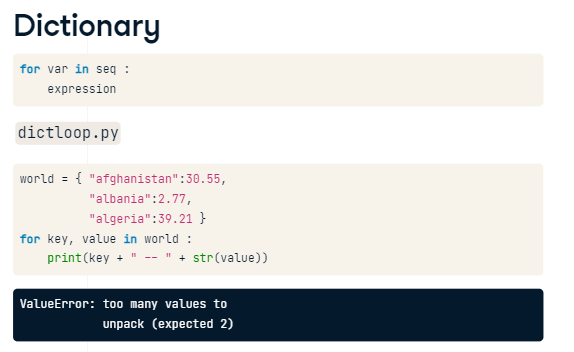 Dictionary
for var in seq :
    expression
dictloop.py
world = { "afghanistan":30.55,
          "albania":2.77,
          "algeria":39.21 }
for key, value in world :
    print(key + " -- " + str(value))
ValueError: too many values to
            unpack (expected 2)